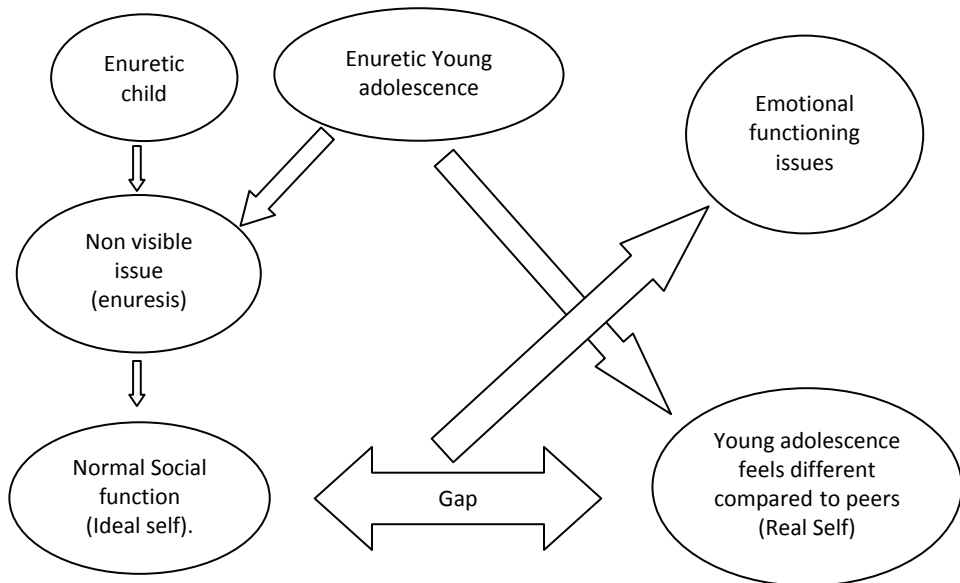 Enuretic
child
Enuretic Young
adolescence
Emotional
functioning
issues
Non visible
issue
(enuresis)
Normal Social
function
(Ideal self).
Gap
Young adolescence
feels different
compared to peers
(Real Self)